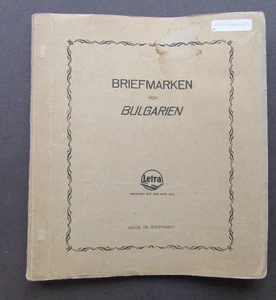 BRIEFMARKEN
VON
BULGARIEN
Letra
MADE IN GERMANY